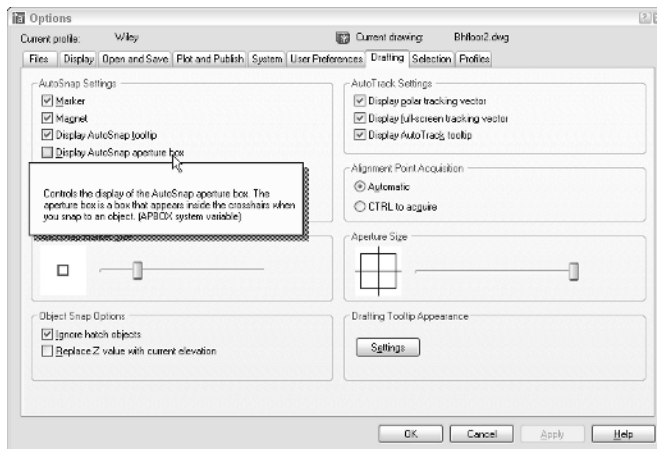 Options
Current profile: Wiley Current drawing: Bhfloor2.dwg
Files Display Open and Save Plot and Publish System User Preferences Drafting Selection Profiles
AutoSnap Settings
Marker
Magnet
Display AutoSnap tooltip
Display AutoSnap aperture box
Controls the display of the AutoSnap aperture box. The
aperture box is a box that appears inside the crosshairs when
you snap to an object. (APBOX system variable)
Object Snap Options
Ignore hatch objects
Replace Z value with current elevation
AutoTrack Settings
Display polar tracking vector
Display full-screen tracking vector
Display AutoTrack tooltip
Alignment Point Acquisition
Automatic
CTRL to acquire
Aperture Size
Drafting Tooltip Appearance
Settings
OK Cancel Apply Help